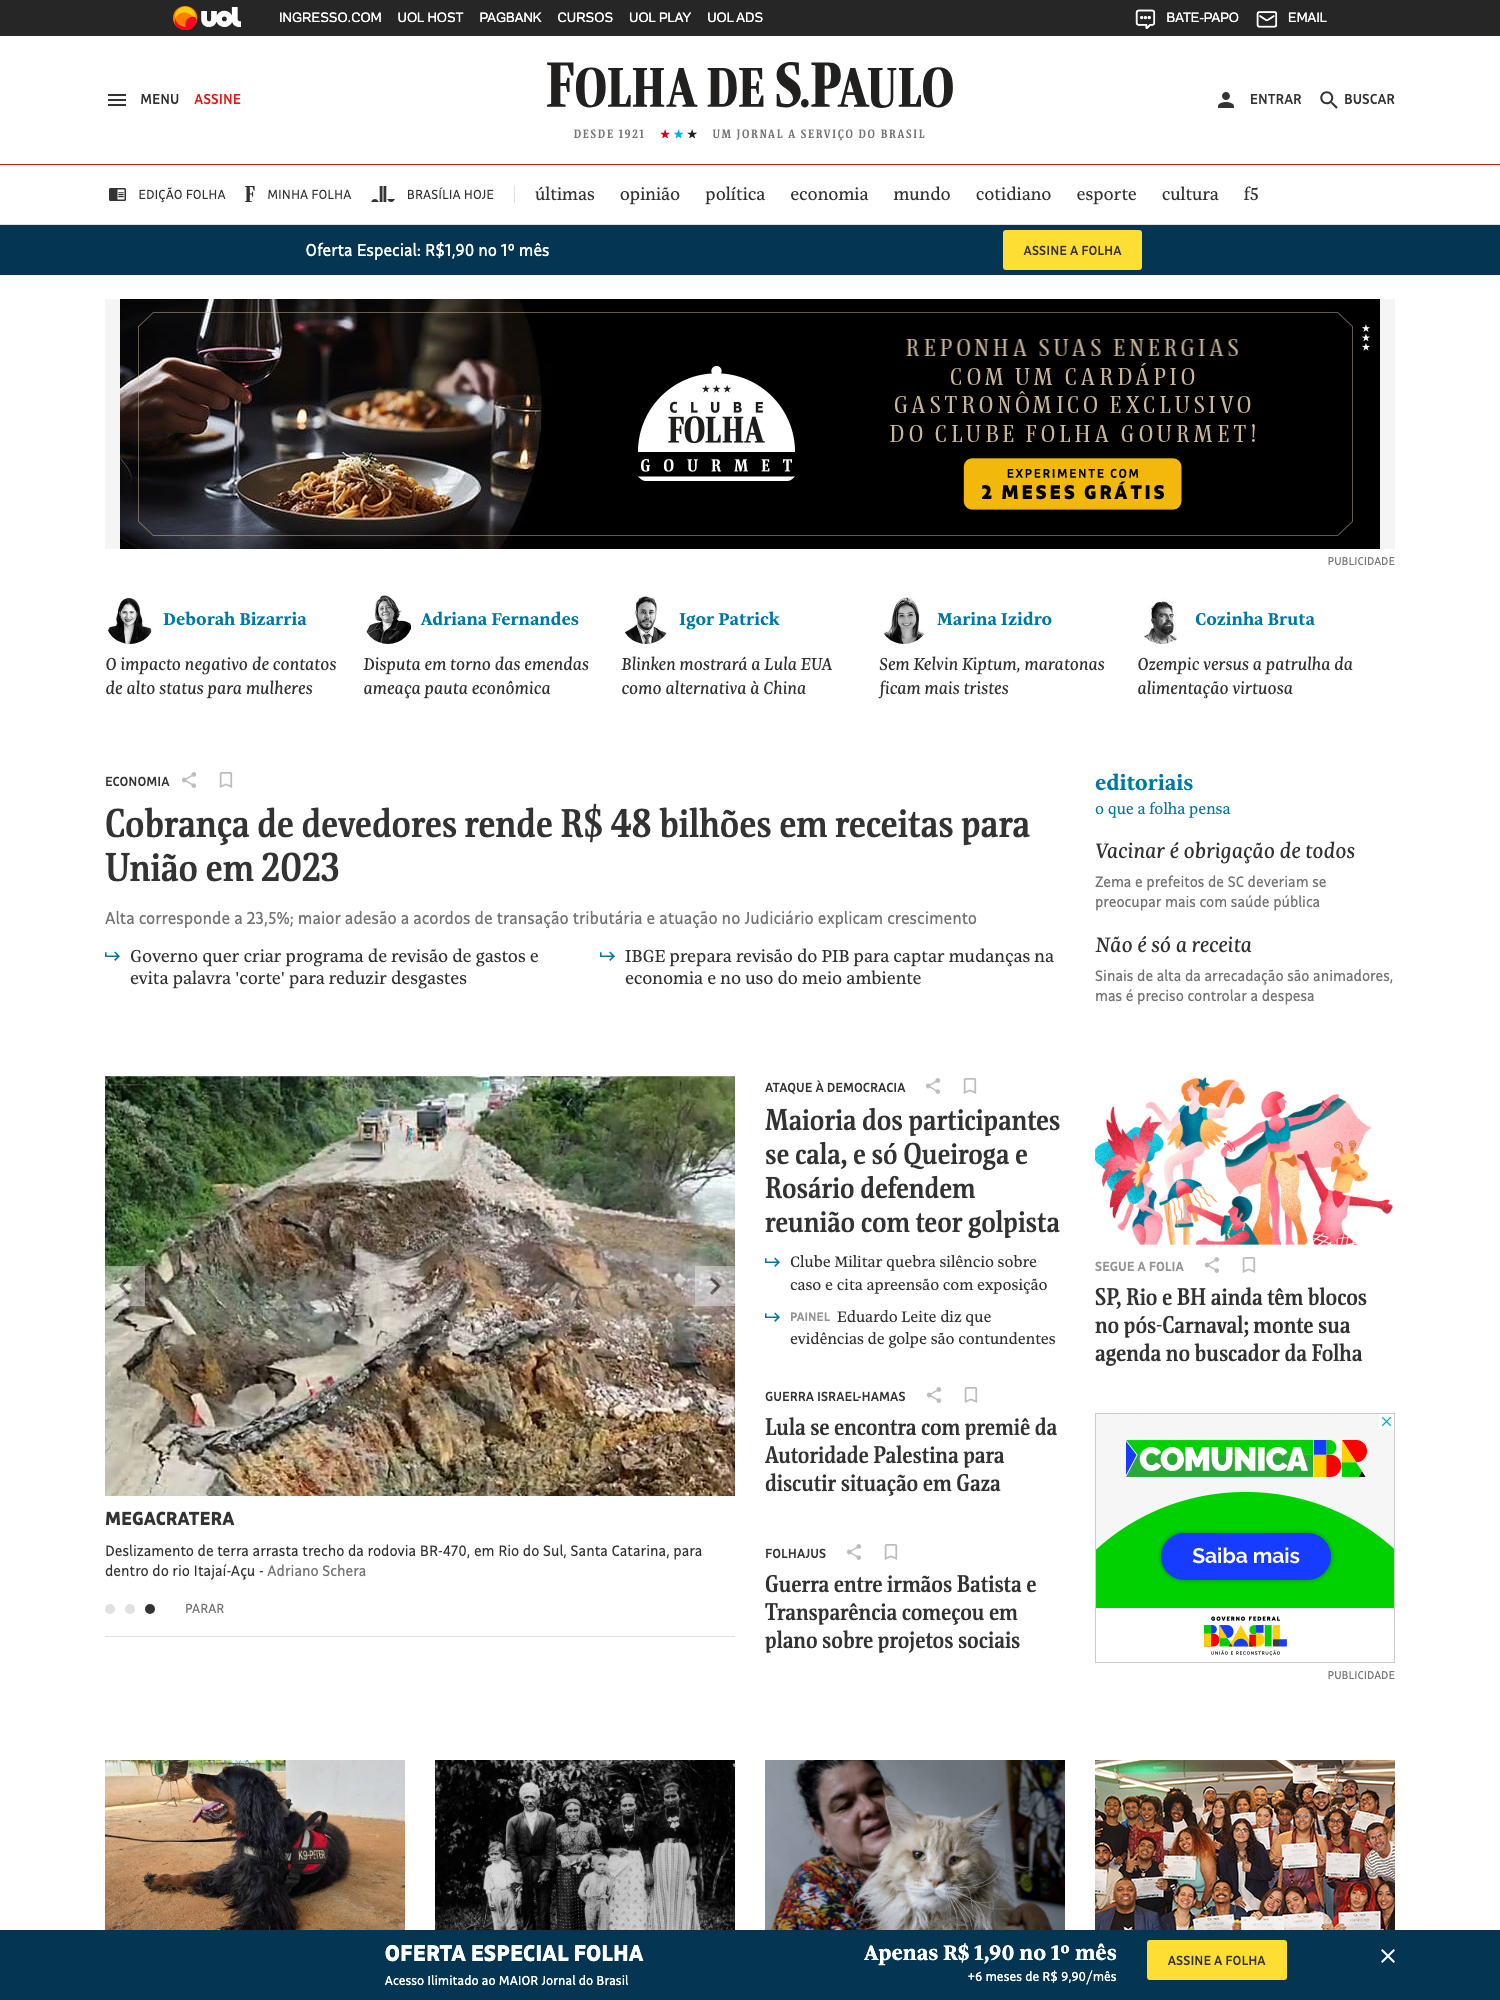 uol INGRESSO.COM UOL HOST PAGBANK CURSOS UOL PLAY UOL ADS BATE-PAPO EMAIL
MENU ASSINE
FOLHA DE S.PAULO
DESDE 1921 ★★★ UM JORNAL A SERVIÇO DO BRASIL
ENTRAR BUSCAR
EDIÇÃO FOLHA F MINHA FOLHA BRASÍLIA HOJE últimas opinião política economia mundo cotidiano esporte cultura f5
Oferta Especial: R$1,90 no 1º mês ASSINE A FOLHA
CLUBE
FOLHA
GOURMET
REPONHA SUAS ENERGIAS
COM UM CARDÁPIO
GASTRONÔMICO EXCLUSIVO
DO CLUBE FOLHA GOURMET!
EXPERIMENTE COM
2 MESES GRÁTIS
PUBLICIDADE
Deborah Bizarria
O impacto negativo de contatos
de alto status para mulheres
Adriana Fernandes
Disputa em torno das emendas
ameaça pauta econômica
Igor Patrick
Blinken mostrará a Lula EUA
como alternativa à China
Marina Izidro
Sem Kelvin Kiptum, maratonas
ficam mais tristes
Cozinha Bruta
Ozempic versus a patrulha da
alimentação virtuosa
ECONOMIA
Cobrança de devedores rende R$ 48 bilhões em receitas para
União em 2023
Alta corresponde a 23,5%; maior adesão a acordos de transação tributária e atuação no Judiciário explicam crescimento
Governo quer criar programa de revisão de gastos e
evita palavra 'corte' para reduzir desgastes
IBGE prepara revisão do PIB para captar mudanças na
economia e no uso do meio ambiente
editoriais
o que a folha pensa
Vacinar é obrigação de todos
Zema e prefeitos de SC deveriam se
preocupar mais com saúde pública
Não é só a receita
Sinais de alta da arrecadação são animadores,
mas é preciso controlar a despesa
MEGACRATERA
Deslizamento de terra arrasta trecho da rodovia BR-470, em Rio do Sul, Santa Catarina, para
dentro do rio Itajaí-Açu - Adriano Schera
PARAR
ATAQUE À DEMOCRACIA
Maioria dos participantes
se cala, e só Queiroga e
Rosário defendem
reunião com teor golpista
Clube Militar quebra silêncio sobre
caso e cita apreensão com exposição
PAINEL Eduardo Leite diz que
evidências de golpe são contundentes
GUERRA ISRAEL-HAMAS
Lula se encontra com premiê da
Autoridade Palestina para
discutir situação em Gaza
FOLHAJUS
Guerra entre irmãos Batista e
Transparência começou em
plano sobre projetos sociais
SEGUE A FOLIA
SP, Rio e BH ainda têm blocos
no pós-Carnaval; monte sua
agenda no buscador da Folha
COMUNICABR
Saiba mais
GOVERNO FEDERAL
BRASIL
UNIÃO E RECONSTRUÇÃO
PUBLICIDADE
K9-PETER
OFERTA ESPECIAL FOLHA
Acesso Ilimitado ao MAIOR Jornal do Brasil
Apenas R$ 1,90 no 1º mês
+6 meses de R$ 9,90/mês
ASSINE A FOLHA